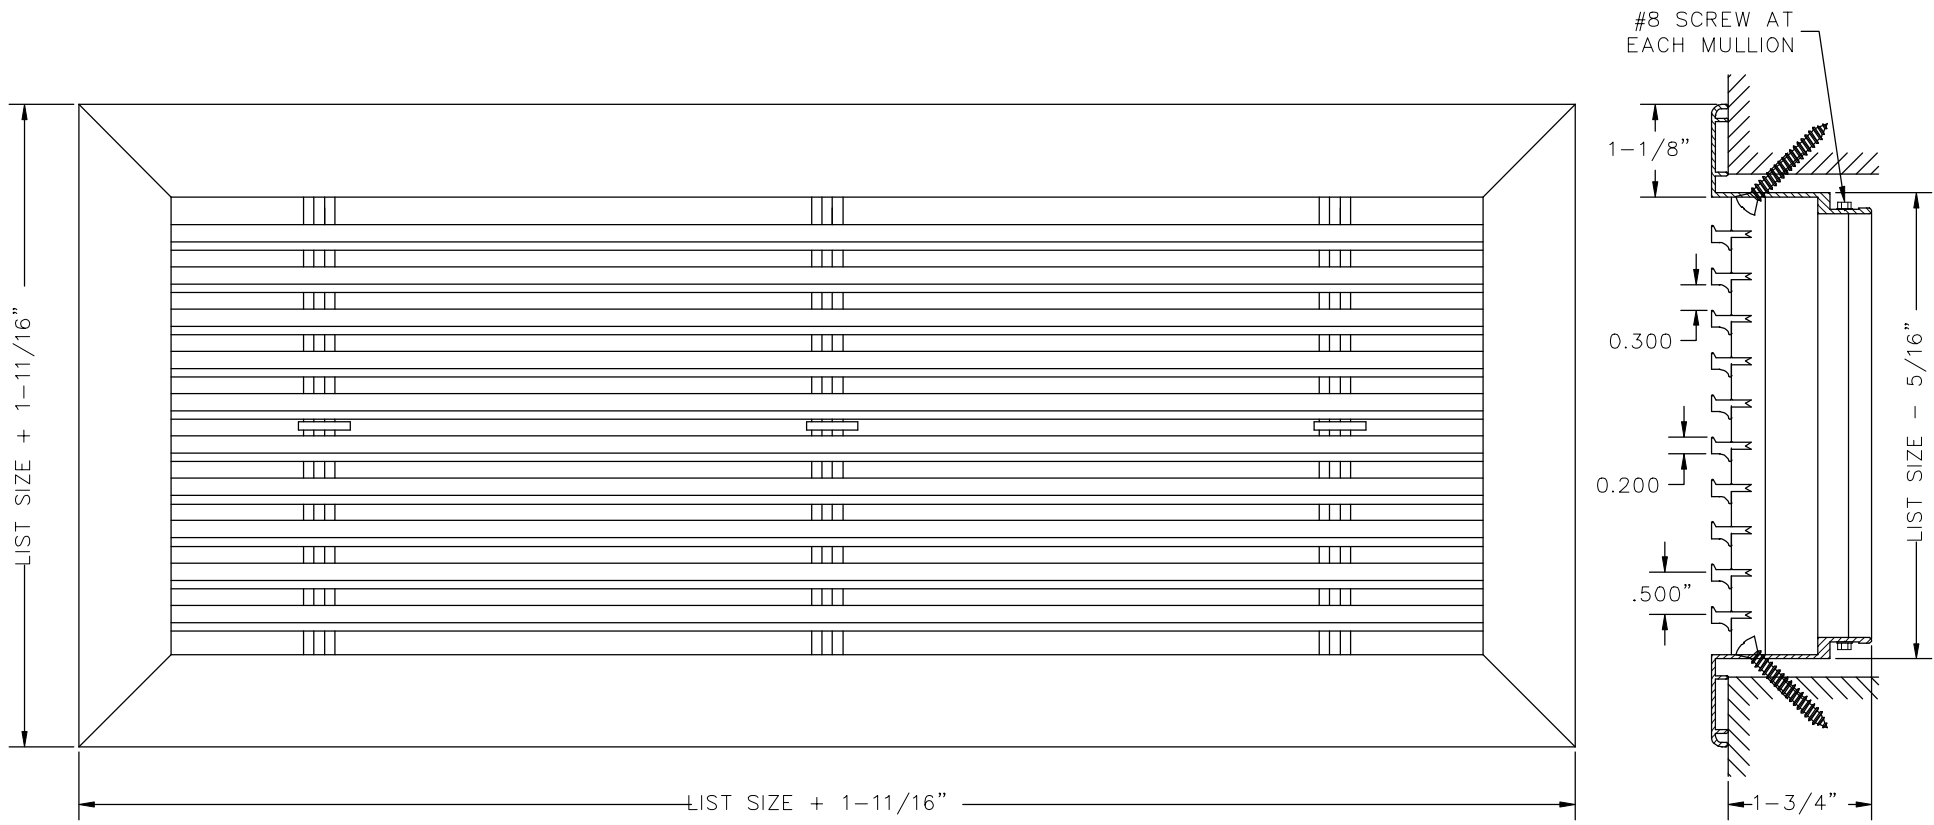 #8 SCREW AT
EACH MULLION
1-1/8"
LIST SIZE + 1-11/16"
0.300
LIST SIZE - 5/16"
0.200
.500"
LIST SIZE + 1-11/16"
1-3/4"